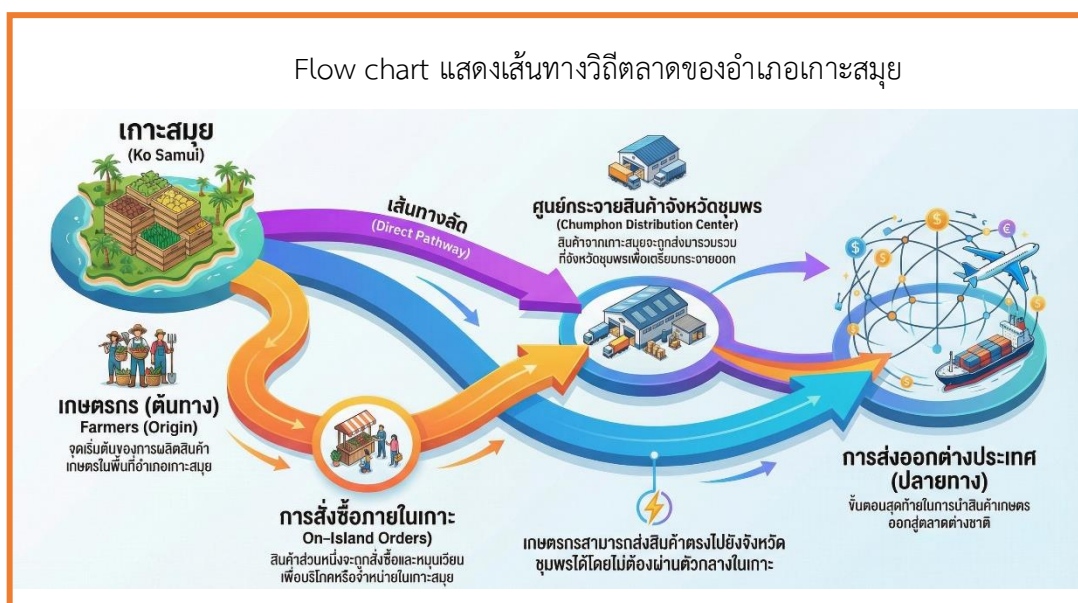 Flow chart แสดงเส้นทางวิถีตลาดของอำเภอเกาะสมุย
เกาะสมุย
(Ko Samui)
เส้นทางลัด
(Direct Pathway)
ศูนย์กระจายสินค้าจังหวัดชุมพร
(Chumphon Distribution Center)
สินค้าจากเกาะสมุยจะถูกส่งมารวบรวม
ที่จังหวัดชุมพรเพื่อเตรียมกระจายออก
เกษตรกร (ต้นทาง)
Farmers (Origin)
จุดเริ่มต้นของการผลิตสินค้า
เกษตรในพื้นที่อำเภอเกาะสมุย
การสั่งซื้อภายในเกาะ
On-Island Orders)
สินค้าส่วนหนึ่งจะถูกสั่งซื้อและหมุนเวียน
เพื่อบริโภคหรือจำหน่ายในเกาะสมุย
เกษตรกรสามารถส่งสินค้าตรงไปยังจังหวัด
ชุมพรได้โดยไม่ต้องผ่านตัวกลางในเกาะ
การส่งออกต่างประเทศ
(ปลายทาง)
ขั้นตอนสุดท้ายในการนำสินค้าเกษตร
ออกสู่ตลาดต่างชาติ